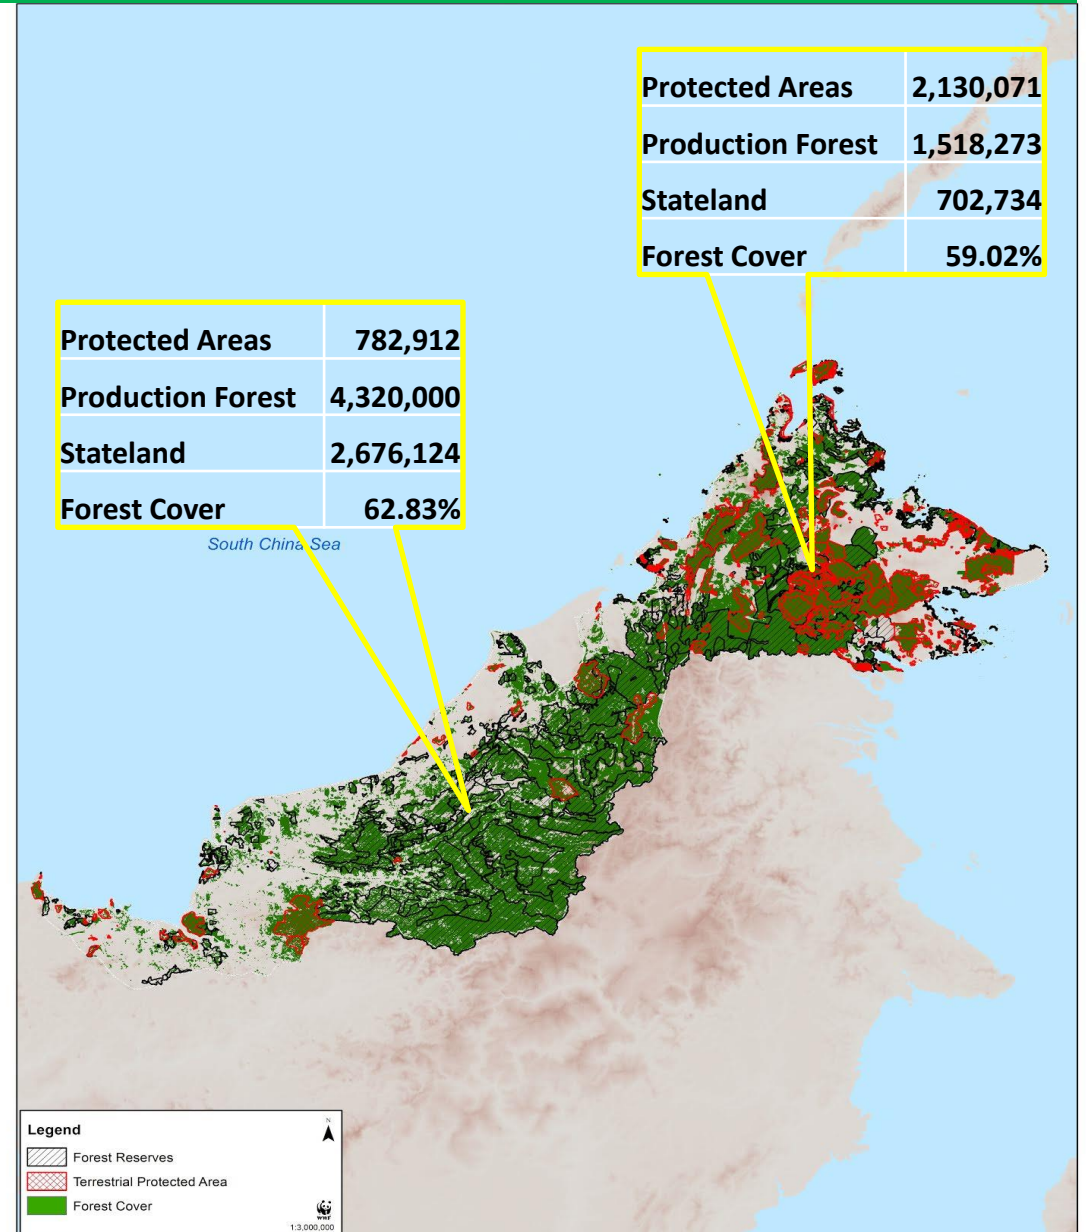 Protected Areas 2,130,071
Production Forest 1,518,273
Stateland 702,734
Forest Cover 59.02%
Protected Areas 782,912
Production Forest 4,320,000
Stateland 2,676,124
Forest Cover 62.83%
South China Sea
Legend
N
Forest Reserves
Terrestrial Protected Area
Forest Cover
WWF
1:3,000,000